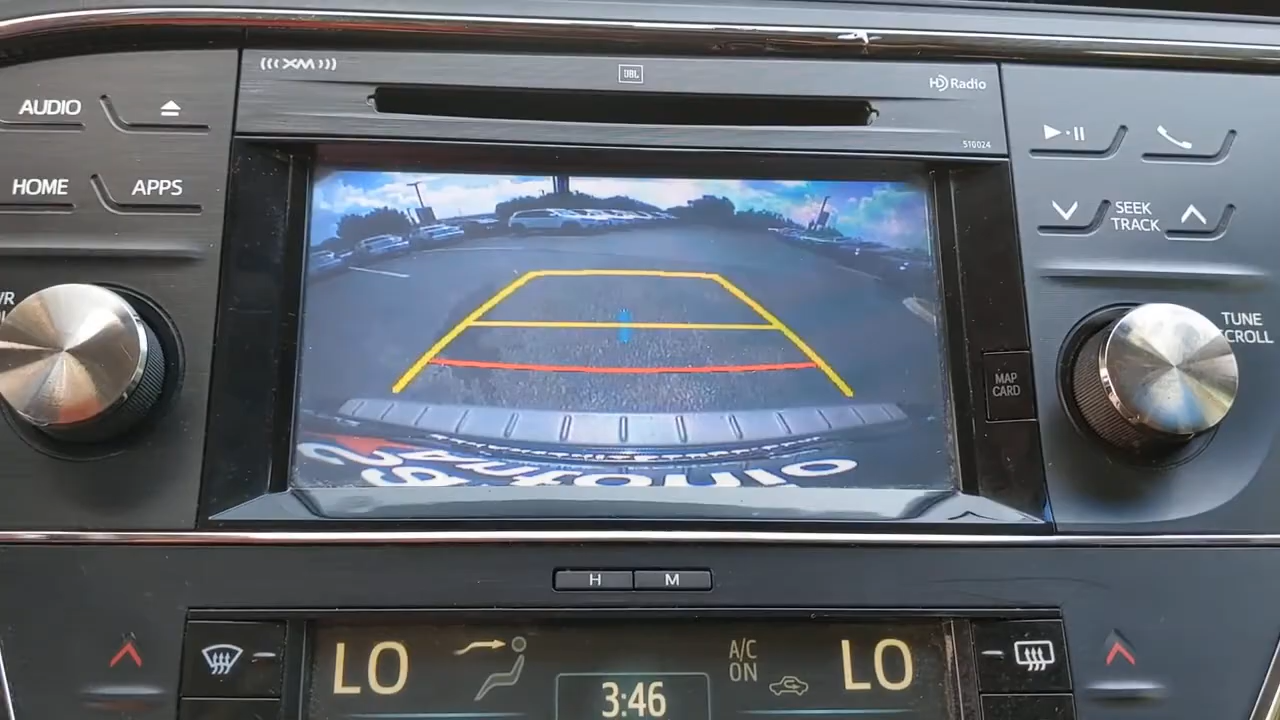 XM
JBL
HD Radio
510024
AUDIO
HOME
APPS
SEEK
TRACK
TUNE
SCROLL
MAP
CARD
H
M
LO
A/C
ON
LO
3:46